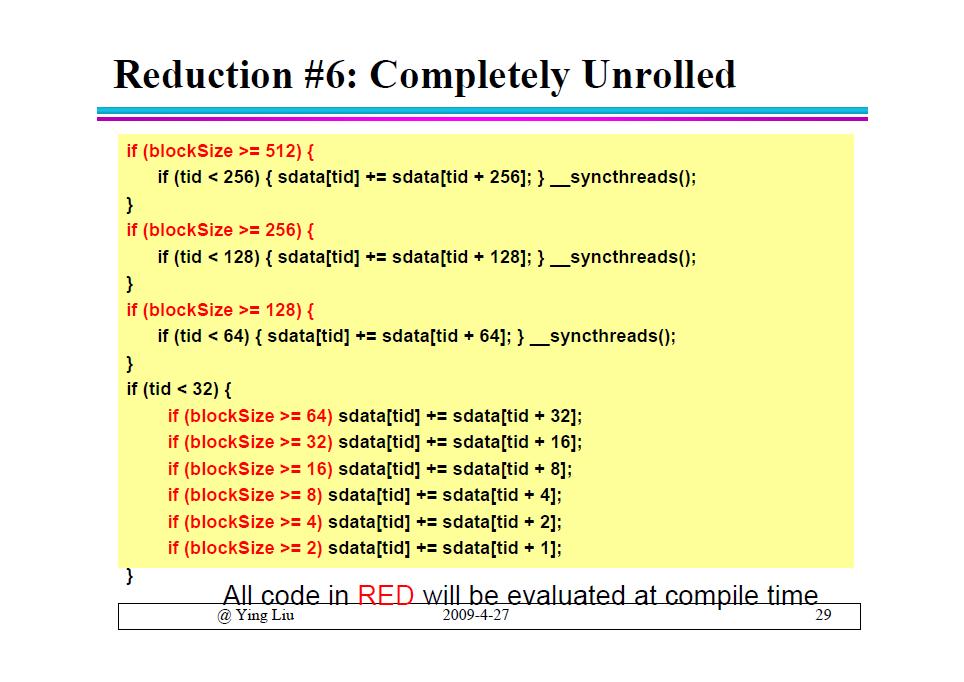 Reduction #6: Completely Unrolled
if (blockSize >= 512) {
if (tid < 256) { sdata[tid] += sdata[tid + 256]; } __syncthreads();
}
if (blockSize >= 256) {
if (tid < 128) { sdata[tid] += sdata[tid + 128]; } __syncthreads();
}
if (blockSize >= 128) {
if (tid < 64) { sdata[tid] += sdata[tid + 64]; } __syncthreads();
}
if (tid < 32) {
if (blockSize >= 64) sdata[tid] += sdata[tid + 32];
if (blockSize >= 32) sdata[tid] += sdata[tid + 16];
if (blockSize >= 16) sdata[tid] += sdata[tid + 8];
if (blockSize >= 8) sdata[tid] += sdata[tid + 4];
if (blockSize >= 4) sdata[tid] += sdata[tid + 2];
if (blockSize >= 2) sdata[tid] += sdata[tid + 1];
}
All code in RED will be evaluated at compile time
@ Ying Liu 2009-4-27 29